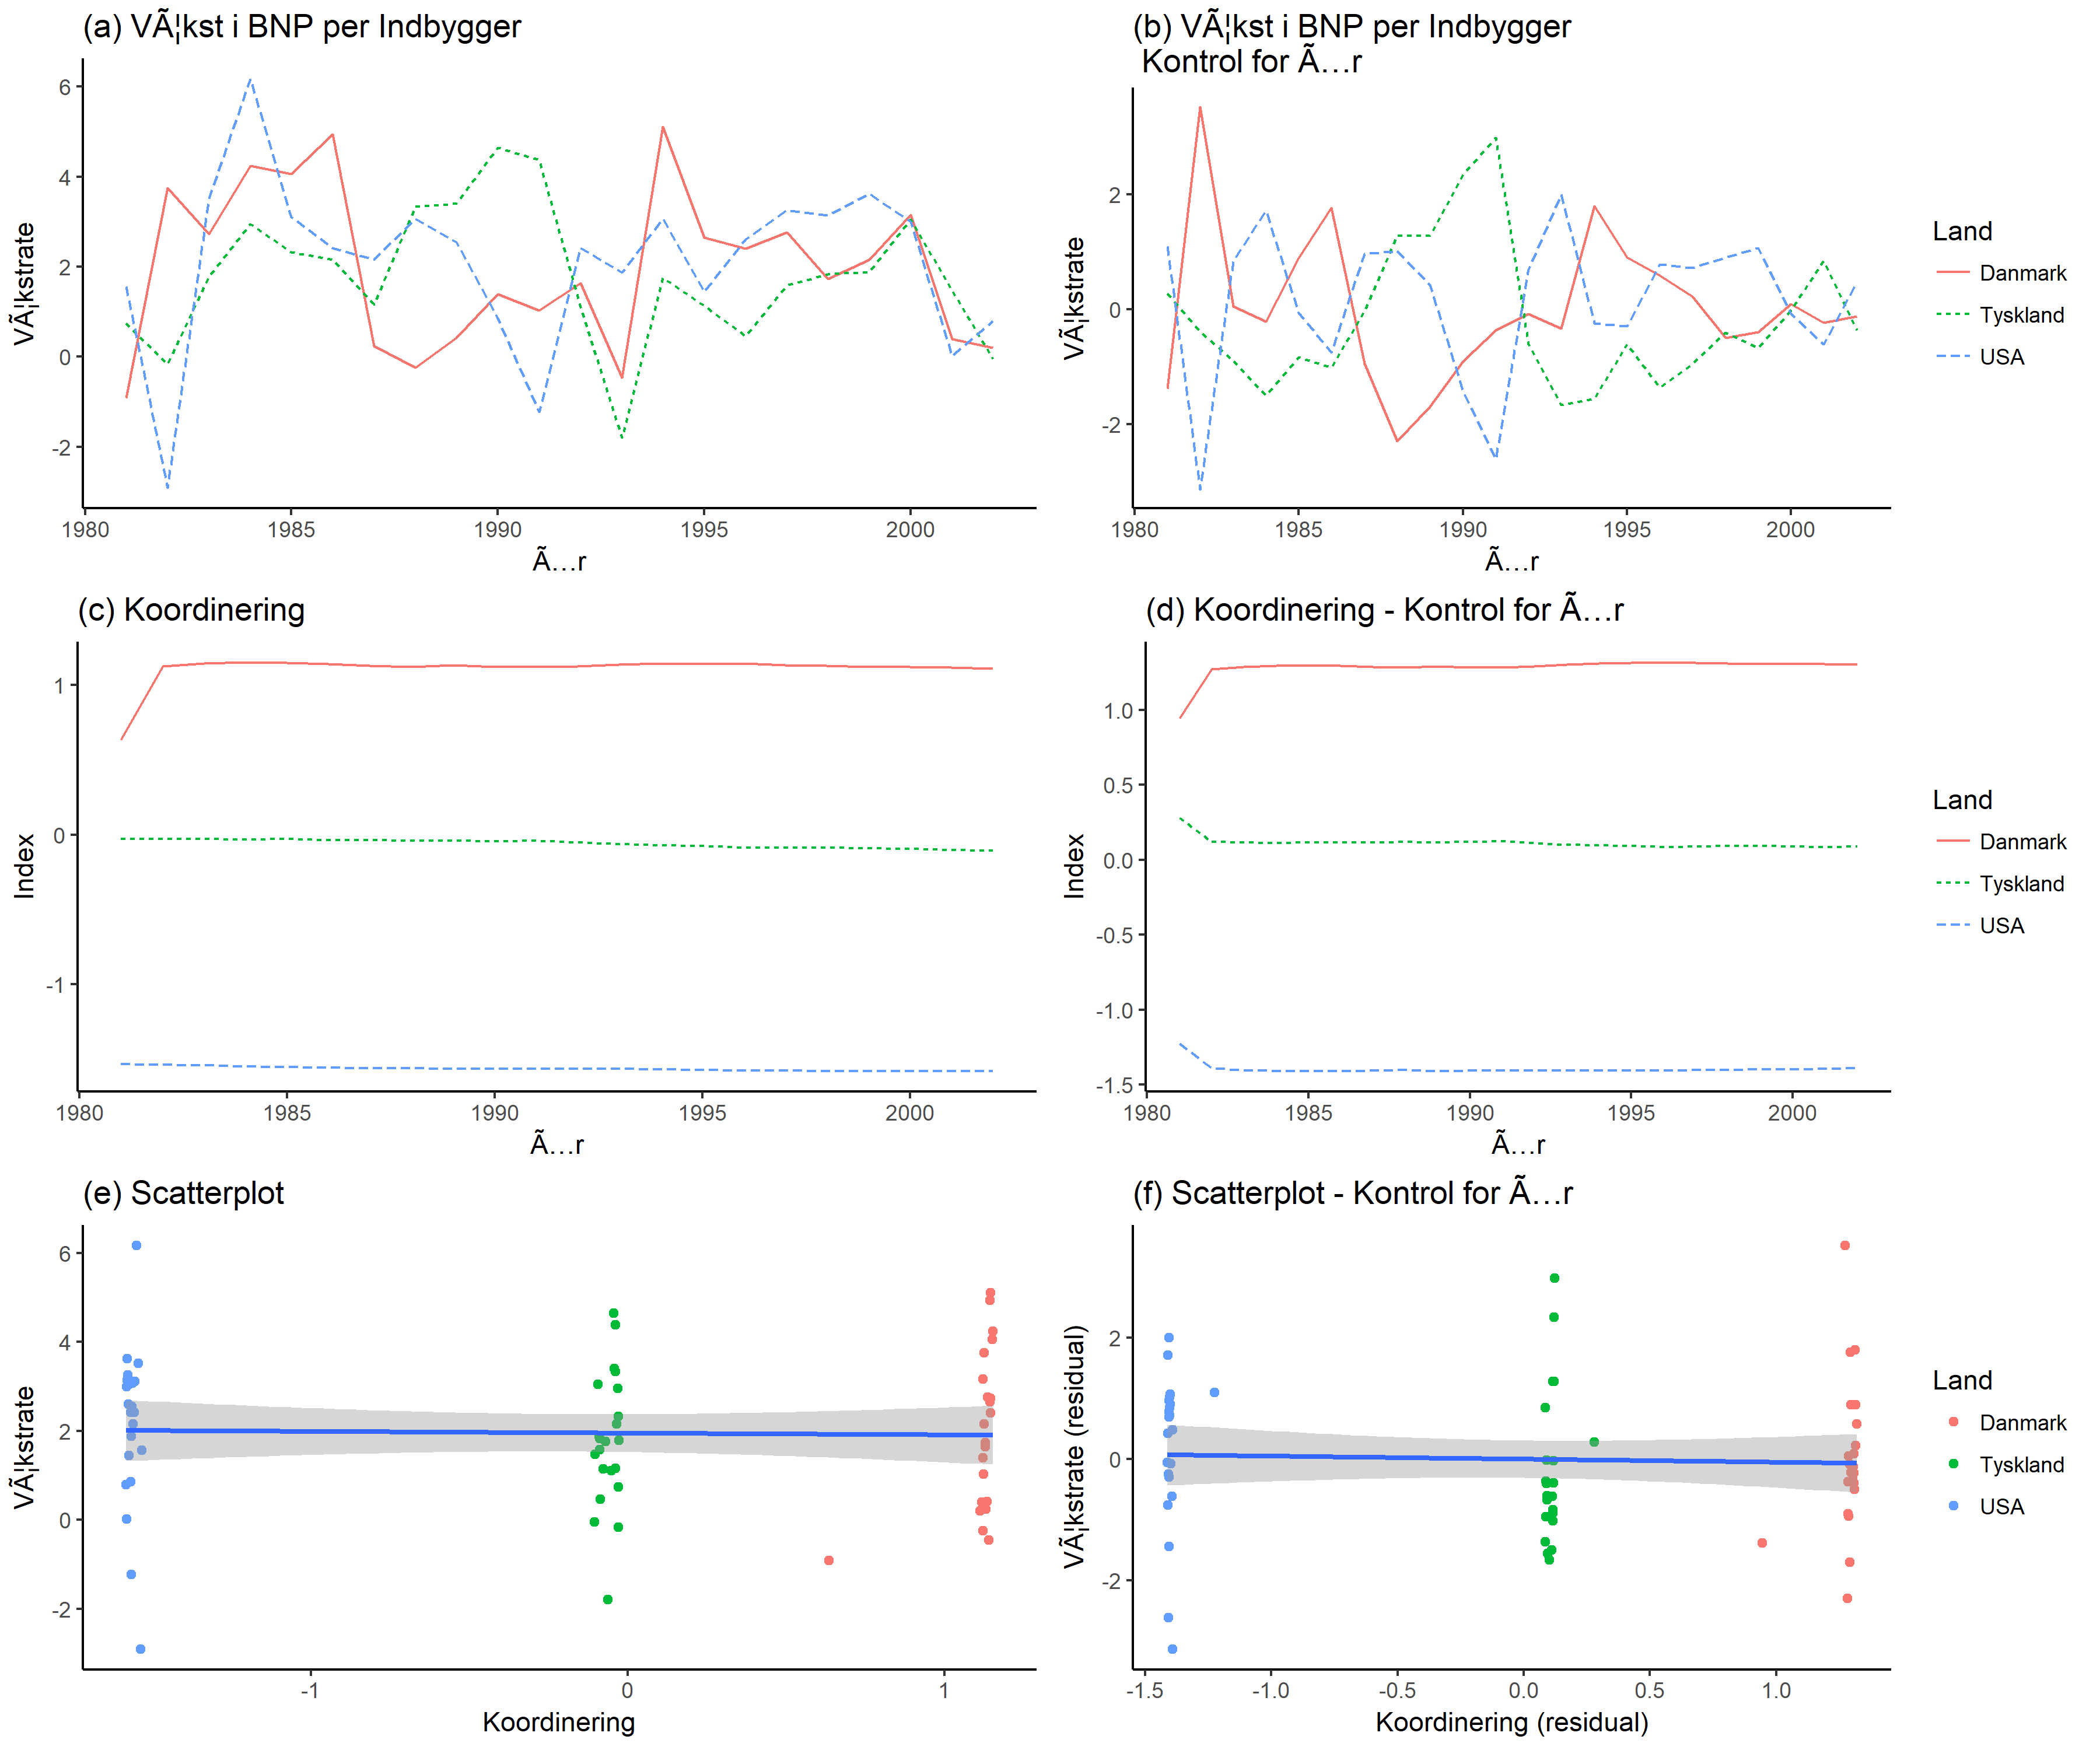 (a) VÃ¦kst i BNP per Indbygger
VÃ¦kstrate
6
4
2
0
-2
1980
1985
1990
1995
2000
Ã…r
(b) VÃ¦kst i BNP per Indbygger
Kontrol for Ã…r
VÃ¦kstrate
2
0
-2
1980
1985
1990
1995
2000
Ã…r
Land
Danmark
Tyskland
USA
(c) Koordinering
Index
1
0
-1
1980
1985
1990
1995
2000
Ã…r
(d) Koordinering - Kontrol for Ã…r
Index
1.0
0.5
0.0
-0.5
-1.0
-1.5
1980
1985
1990
1995
2000
Ã…r
Land
Danmark
Tyskland
USA
(e) Scatterplot
VÃ¦kstrate
6
4
2
0
-2
-1
0
1
Koordinering
(f) Scatterplot - Kontrol for Ã…r
VÃ¦kstrate (residual)
2
0
-2
-1.5
-1.0
-0.5
0.0
0.5
1.0
Koordinering (residual)
Land
Danmark
Tyskland
USA